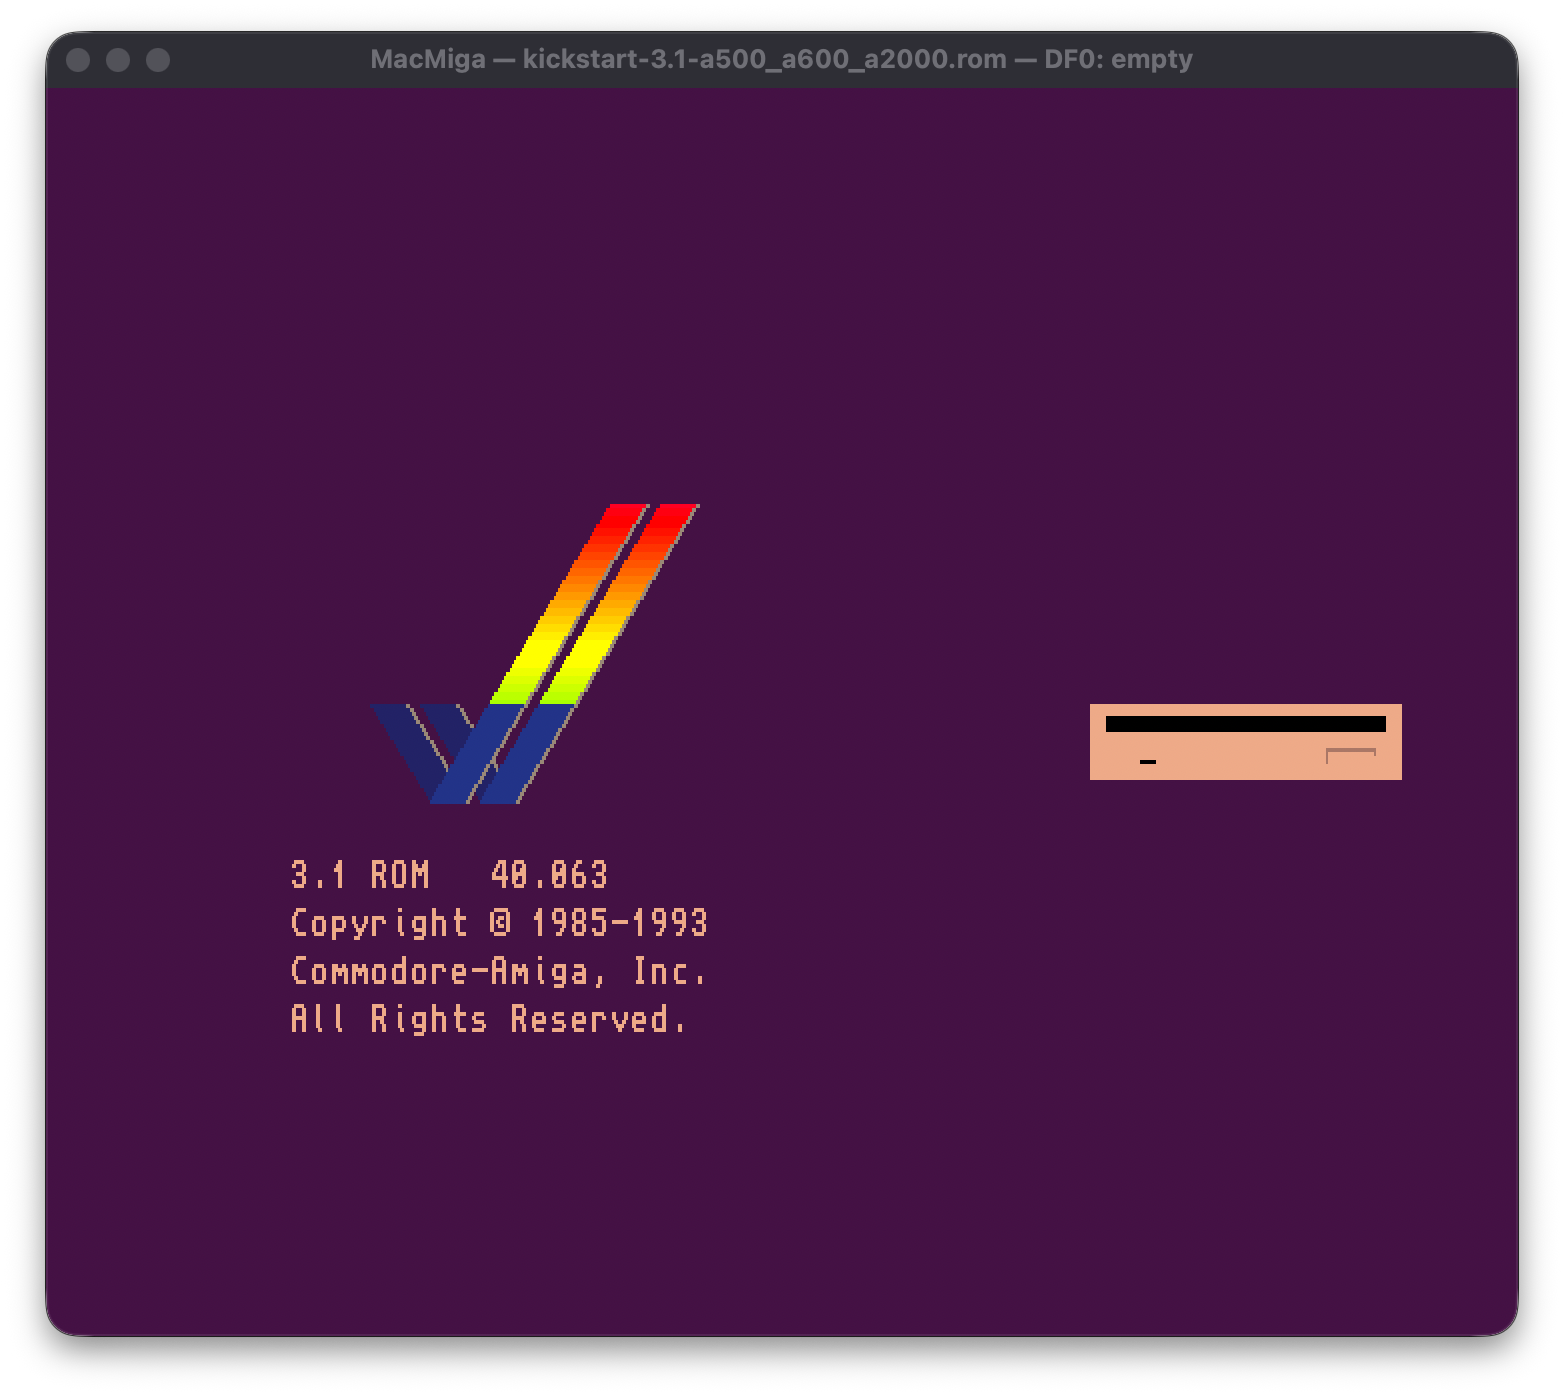 MacMiga — kickstart-3.1-a500_a600_a2000.rom — DF0: empty
3.1 ROM   40.063
Copyright © 1985-1993
Commodore-Amiga, Inc.
All Rights Reserved.